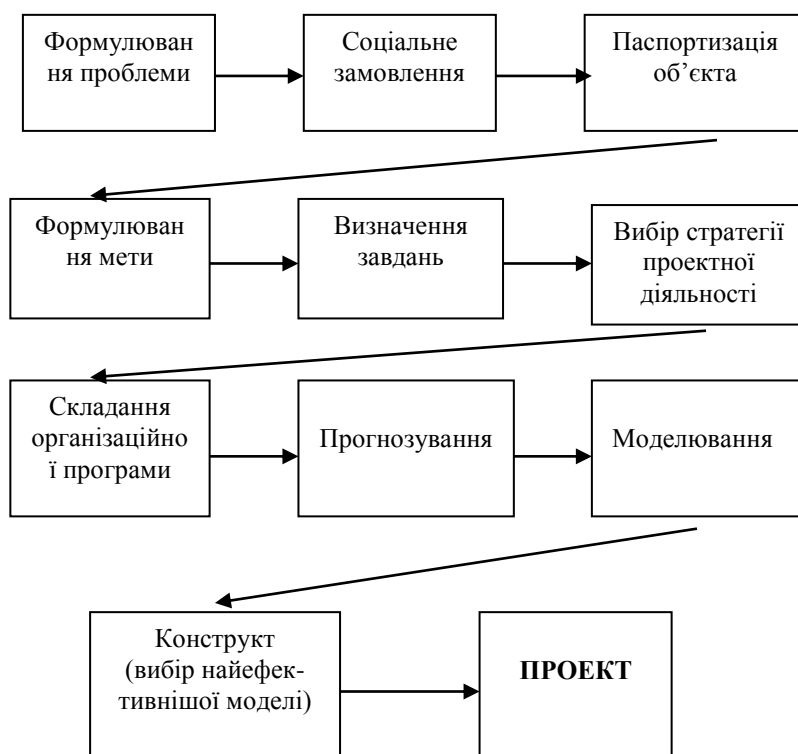 Формулюван
ня проблеми
Соціальне
замовлення
Паспортизація
об’єкта
Формулюван
ня мети
Визначення
завдань
Вибір стратегії
проектної
діяльності
Складання
організаційно
ї програми
Прогнозування
Моделювання
Конструкт
(вибір найефек-
тивнішої моделі)
ПРОЕКТ